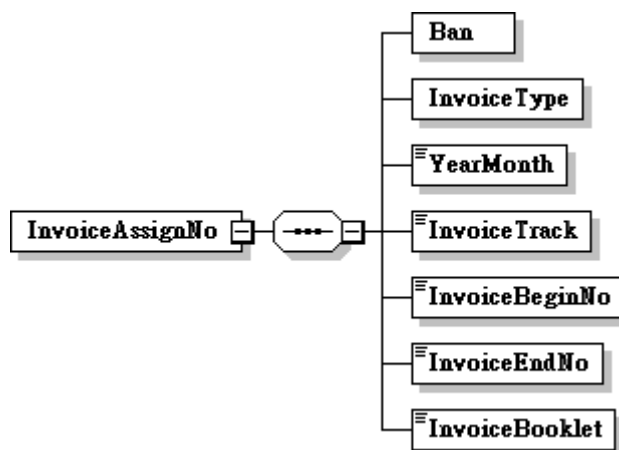 Ban
InvoiceType
YearMonth
InvoiceAssignNo
InvoiceTrack
InvoiceBeginNo
InvoiceEndNo
InvoiceBooklet